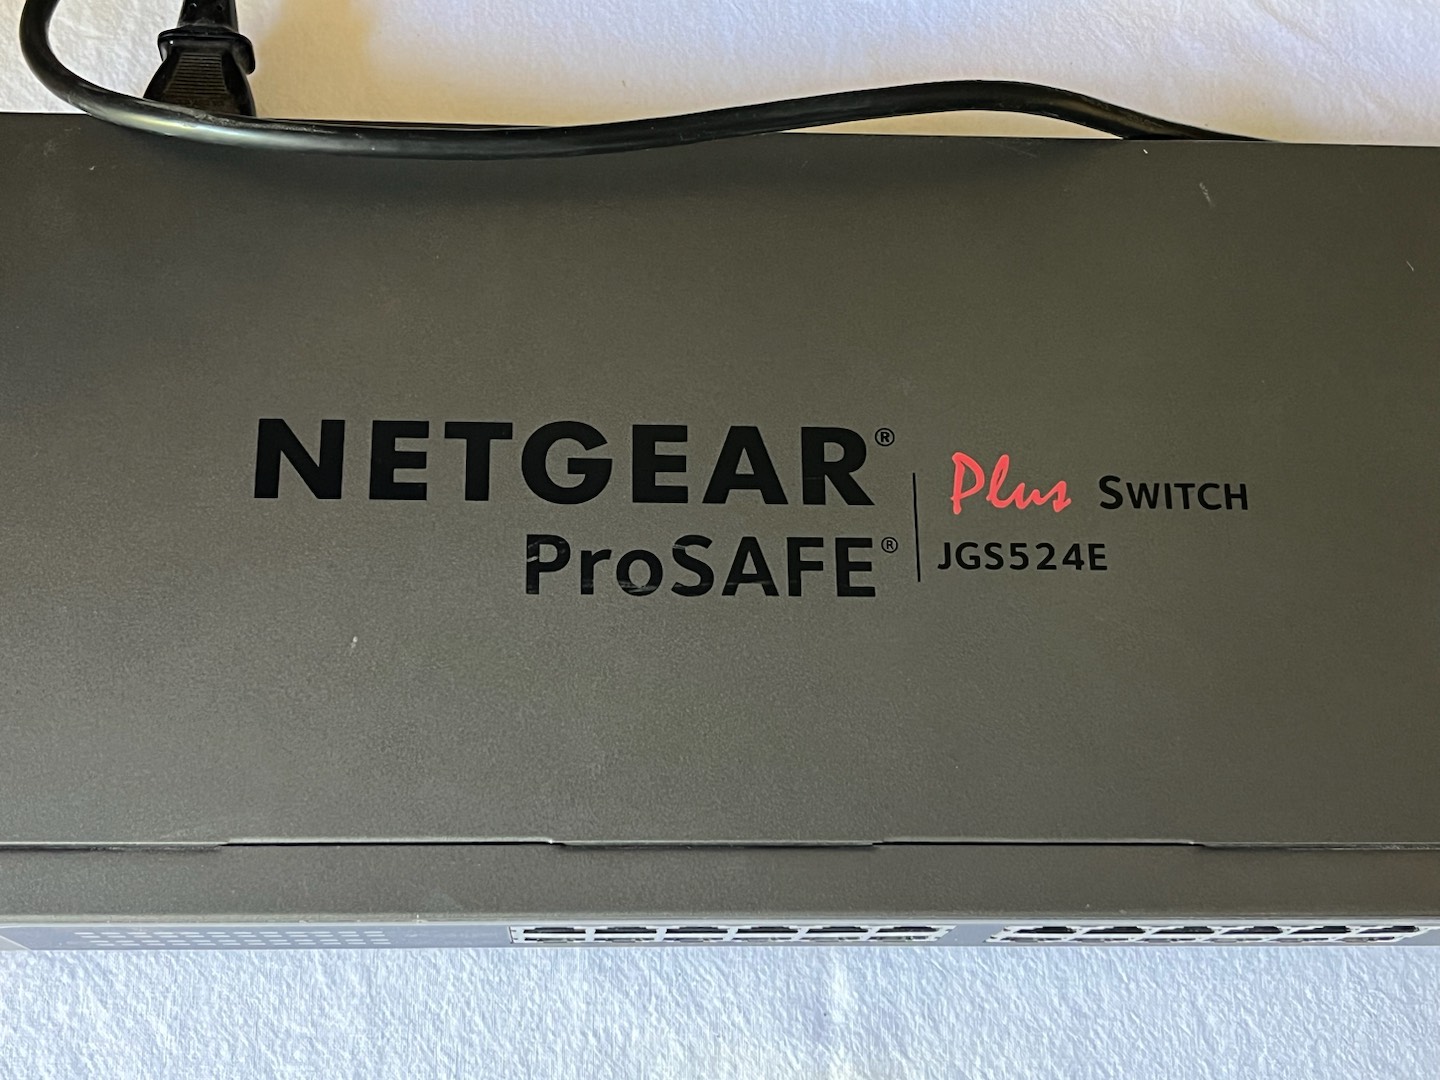 NETGEAR®
ProSAFE®
Plus SWITCH
JGS524E